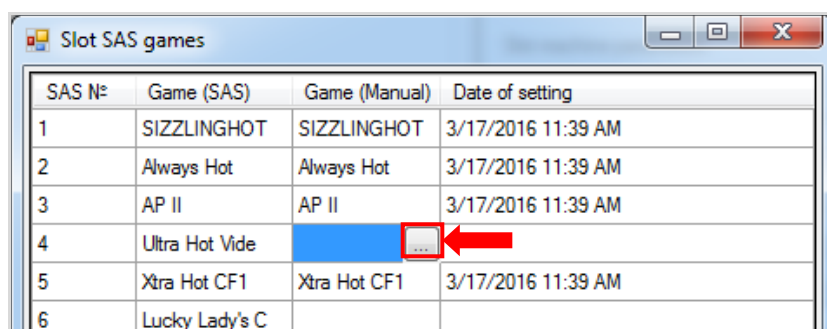 Slot SAS games
SAS Nº Game (SAS) Game (Manual) Date of setting
1 SIZZLINGHOT SIZZLINGHOT 3/17/2016 11:39 AM
2 Always Hot Always Hot 3/17/2016 11:39 AM
3 AP II AP II 3/17/2016 11:39 AM
4 Ultra Hot Vide ...
5 Xtra Hot CF1 Xtra Hot CF1 3/17/2016 11:39 AM
6 Lucky Lady's C